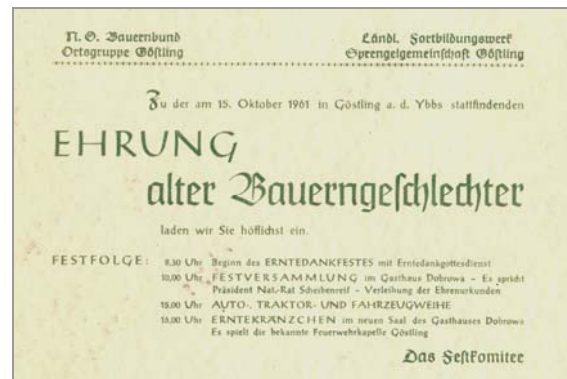 N. Ö. Bauernbund
Ortsgruppe Göstling
Ländl. Fortbildungswerk
Sprengelgemeinschaft Göstling
Zu der am 15. Oktober 1961 in Göstling a. d. Ybbs stattfindenden
EHRUNG
alter Bauerngeschlechter
laden wir Sie höflichst ein.
FESTFOLGE: 8,30 Uhr Beginn des ERNTEDANKFESTES mit Erntedankgottesdienst
10,00 Uhr FESTVERSAMMLUNG im Gasthaus Dobrowa – Es spricht
Präsident Nat.-Rat Scheibenreif – Verleihung der Ehrenurkunden
15,00 Uhr AUTO-, TRAKTOR- UND FAHRZEUGWEIHE
16,00 Uhr ERNTEKRÄNZCHEN im neuen Saal des Gasthauses Dobrowa
Es spielt die bekannte Feuerwehrkapelle Göstling
Das Festkomitee